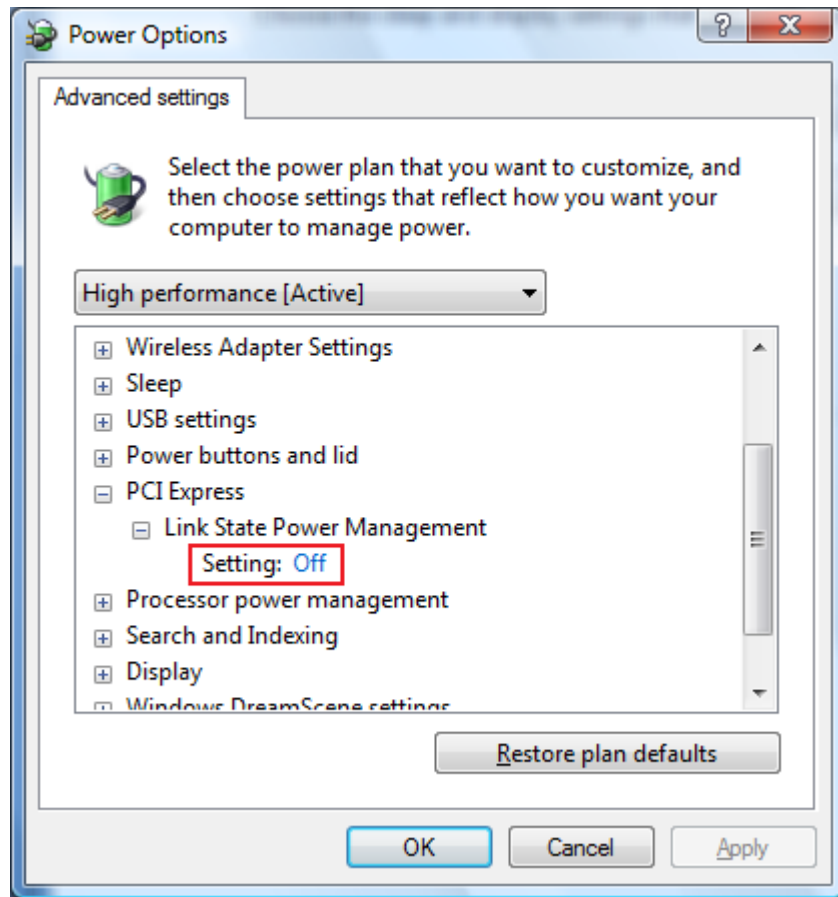 Power Options
Advanced settings
Select the power plan that you want to customize, and
then choose settings that reflect how you want your
computer to manage power.
High performance [Active]
Wireless Adapter Settings
Sleep
USB settings
Power buttons and lid
PCI Express
Link State Power Management
Setting: Off
Processor power management
Search and Indexing
Display
Windows DreamScene settings
Restore plan defaults
OK Cancel Apply